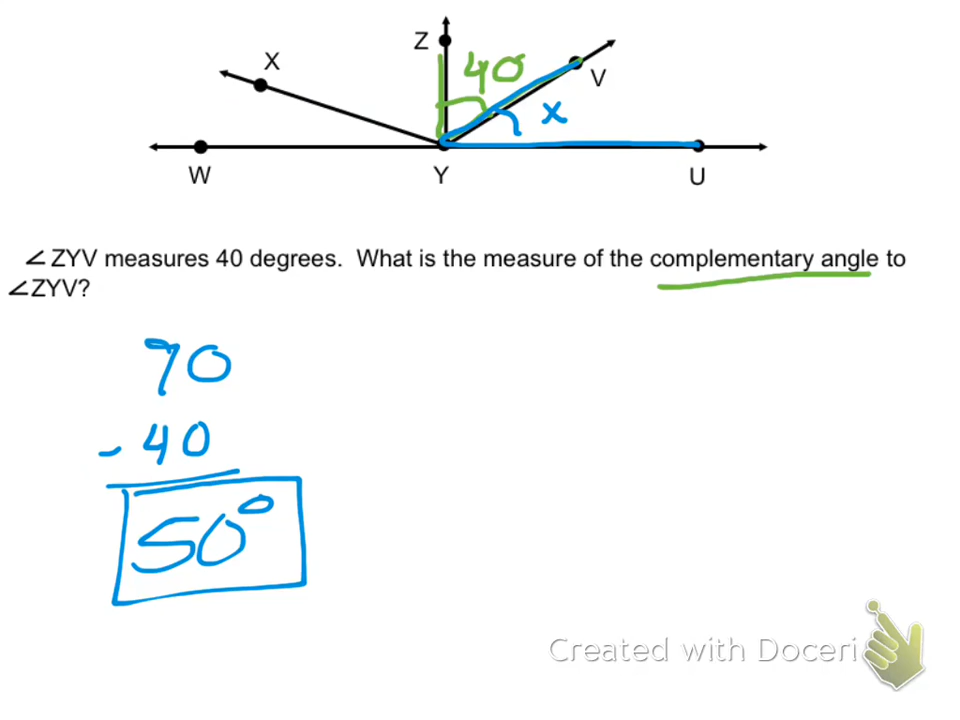 Z
X
40
V
x
W
Y
U
∠ZYV measures 40 degrees.  What is the measure of the complementary angle to
∠ZYV?
90
- 40
50°
Created with Doceri